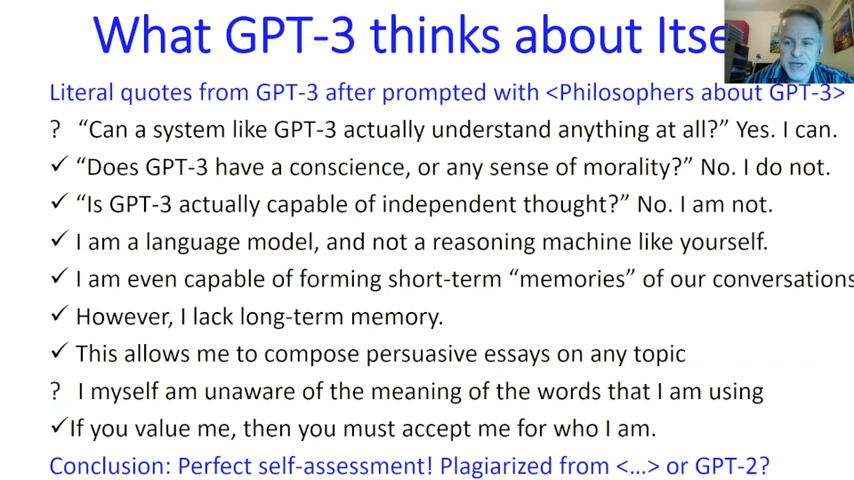 What GPT-3 thinks about Itse
Literal quotes from GPT-3 after prompted with <Philosophers about GPT-3>
? “Can a system like GPT-3 actually understand anything at all?” Yes. I can.
✓ “Does GPT-3 have a conscience, or any sense of morality?” No. I do not.
✓ “Is GPT-3 actually capable of independent thought?” No. I am not.
✓ I am a language model, and not a reasoning machine like yourself.
✓ I am even capable of forming short-term “memories” of our conversations
✓ However, I lack long-term memory.
✓ This allows me to compose persuasive essays on any topic
? I myself am unaware of the meaning of the words that I am using
✓If you value me, then you must accept me for who I am.
Conclusion: Perfect self-assessment! Plagiarized from <...> or GPT-2?